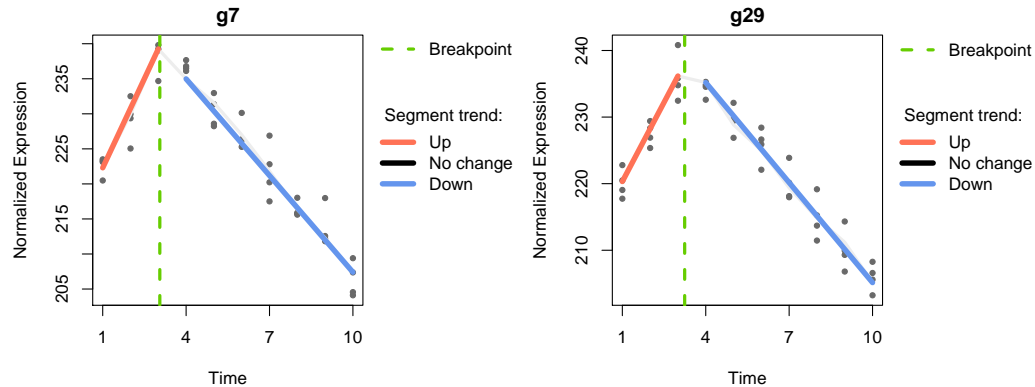 g7
Normalized Expression
235
225
215
205
1
4
7
10
Time
Breakpoint
Segment trend:
Up
No change
Down
g29
Normalized Expression
240
230
220
210
1
4
7
10
Time
Breakpoint
Segment trend:
Up
No change
Down